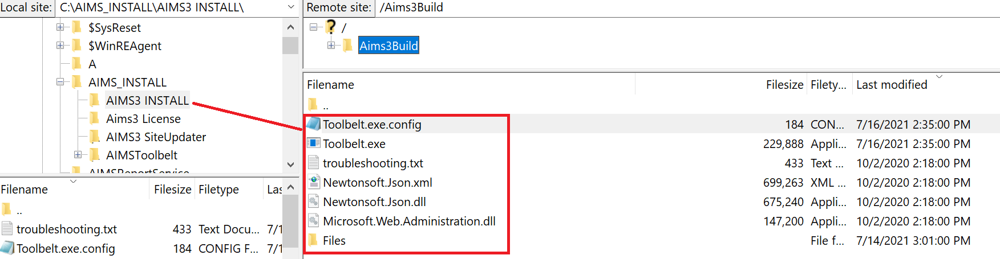 Local site: C:\AIMS_INSTALL\AIMS3 INSTALL\
$SysReset
$WinREAgent
A
AIMS_INSTALL
AIMS3 INSTALL
Aims3 License
AIMS3 SiteUpdater
AIMSToolbelt
AIMSReportService
Filename Filesize Filetype Las
..
troubleshooting.txt 433 Text Docu... 7/1
Toolbelt.exe.config 184 CONFIG F... 7/1
Remote site: /Aims3Build
/
Aims3Build
Filename Filesize Filety... Last modified
..
Toolbelt.exe.config 184 CON... 7/16/2021 2:35:00 PM
Toolbelt.exe 229,888 Appli... 7/16/2021 2:35:00 PM
troubleshooting.txt 433 Text ... 10/2/2020 2:18:00 PM
Newtonsoft.Json.xml 699,263 XML ... 10/2/2020 2:18:00 PM
Newtonsoft.Json.dll 675,240 Appli... 10/2/2020 2:18:00 PM
Microsoft.Web.Administration.dll 147,200 Appli... 10/2/2020 2:18:00 PM
Files File f... 7/14/2021 3:01:00 PM